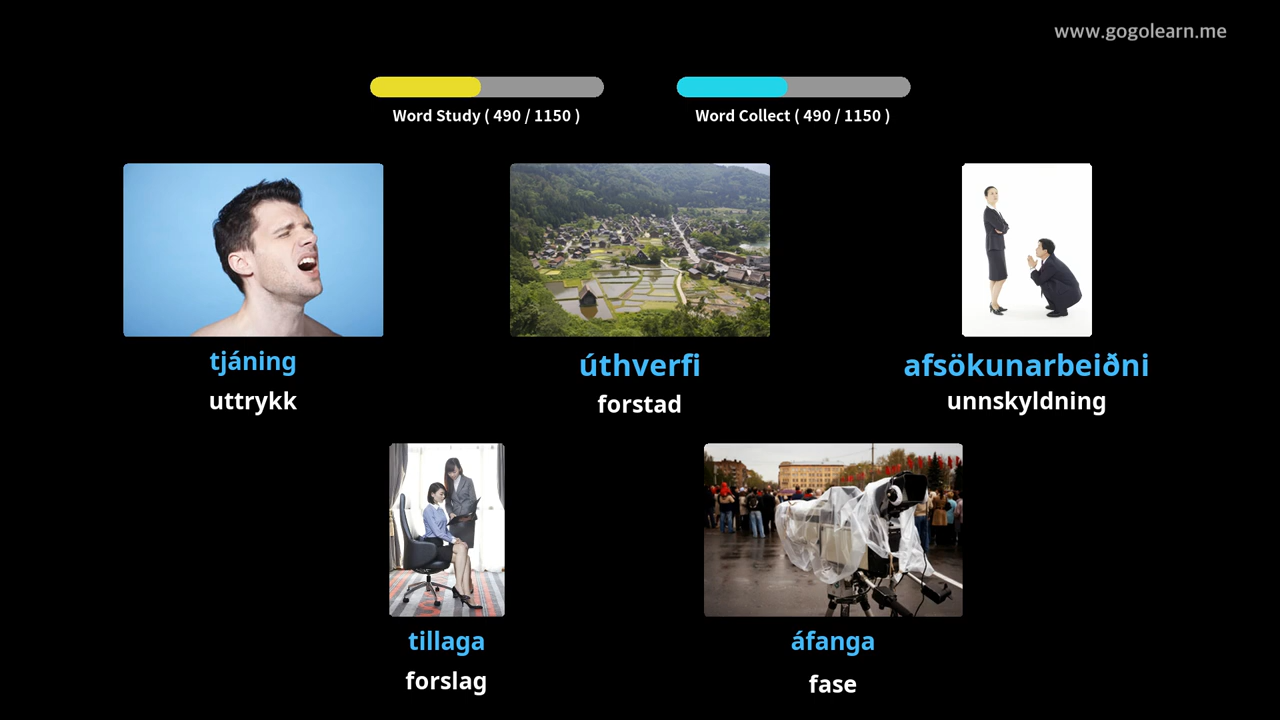 www.gogolearn.me
Word Study ( 490 / 1150 )
Word Collect ( 490 / 1150 )
tjáning
uttrykk
úthverfi
forstad
afsökunarbeiðni
unnskyldning
tillaga
forslag
áfanga
fase